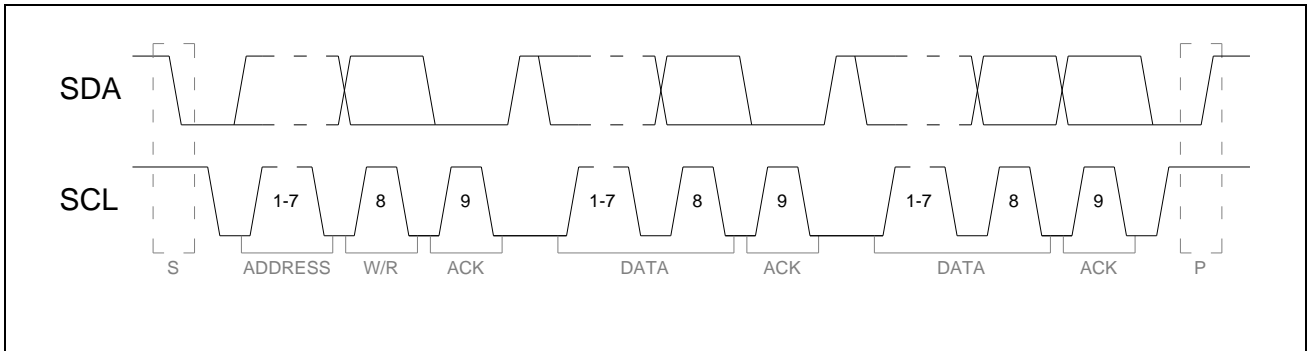 SDA
SCL
1-7 8 9 1-7 8 9 1-7 8 9
S ADDRESS W/R ACK DATA ACK DATA ACK P